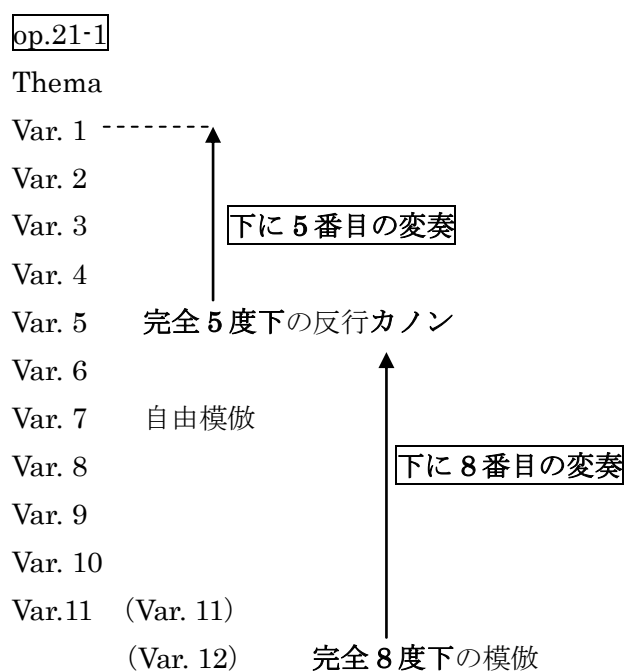 op.21-1
Thema
Var. 1
Var. 2
Var. 3
下に 5 番目の変奏
Var. 4
Var. 5 完全 5 度下の反行カノン
Var. 6
Var. 7 自由模倣
Var. 8
下に 8 番目の変奏
Var. 9
Var. 10
Var.11 (Var. 11)
(Var. 12) 完全 8 度下の模倣